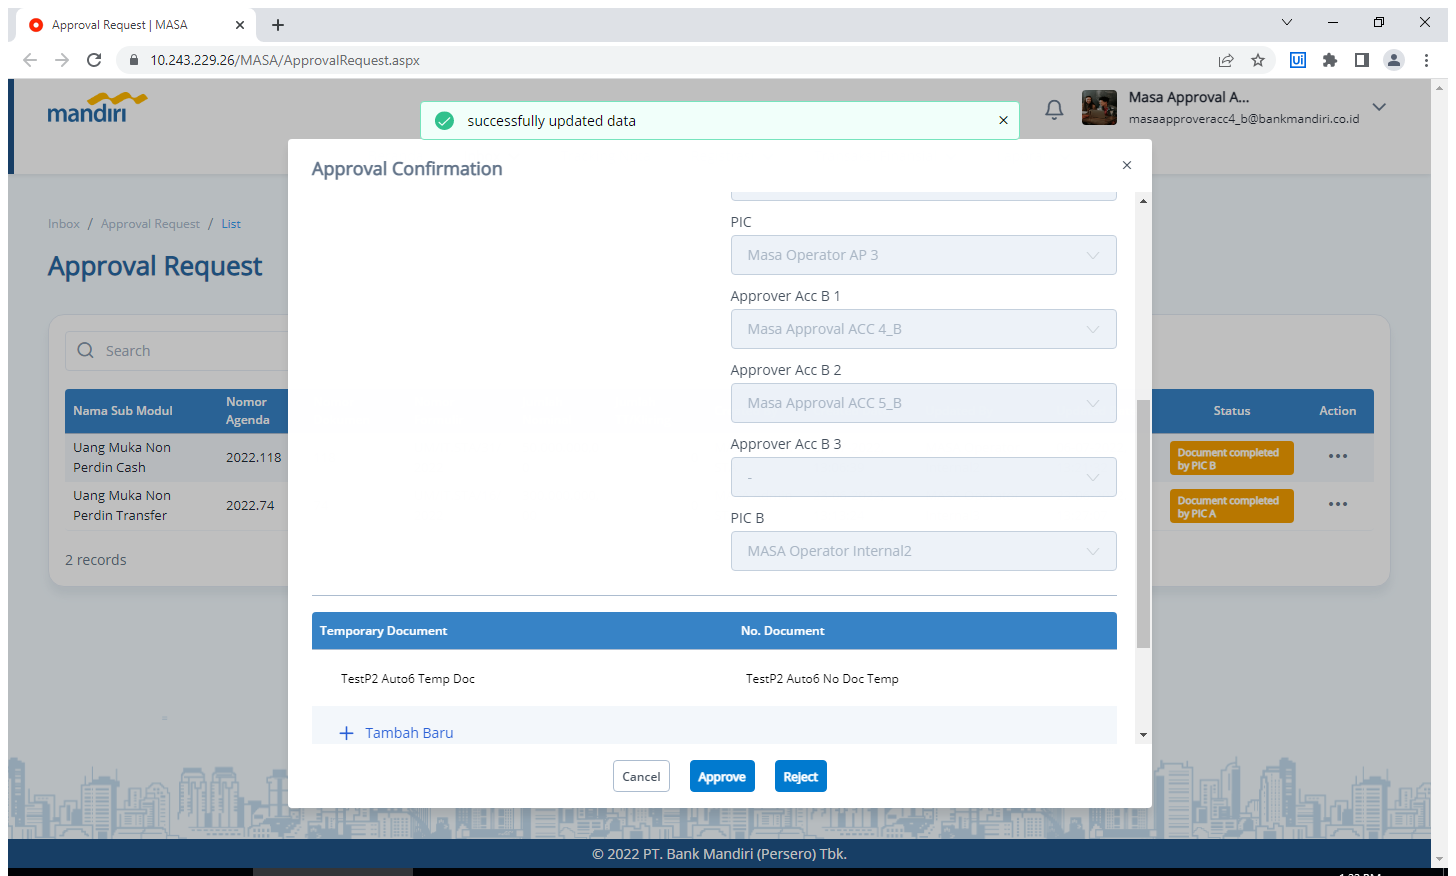 Approval Request | MASA
10.243.229.26/MASA/ApprovalRequest.aspx
mandiri
successfully updated data
Masa Approval A...
masaapproveracc4_b@bankmandiri.co.id
Approval Confirmation
Inbox / Approval Request / List
Approval Request
Search
Nama Sub Modul
Nomor
Agenda
Status
Action
Uang Muka Non
Perdin Cash
2022.118
Document completed
by PIC B
Uang Muka Non
Perdin Transfer
2022.74
Document completed
by PIC A
2 records
PIC
Masa Operator AP 3
Approver Acc B 1
Masa Approval ACC 4_B
Approver Acc B 2
Masa Approval ACC 5_B
Approver Acc B 3
-
PIC B
MASA Operator Internal2
Temporary Document
No. Document
TestP2 Auto6 Temp Doc
TestP2 Auto6 No Doc Temp
+ Tambah Baru
Cancel
Approve
Reject
© 2022 PT. Bank Mandiri (Persero) Tbk.